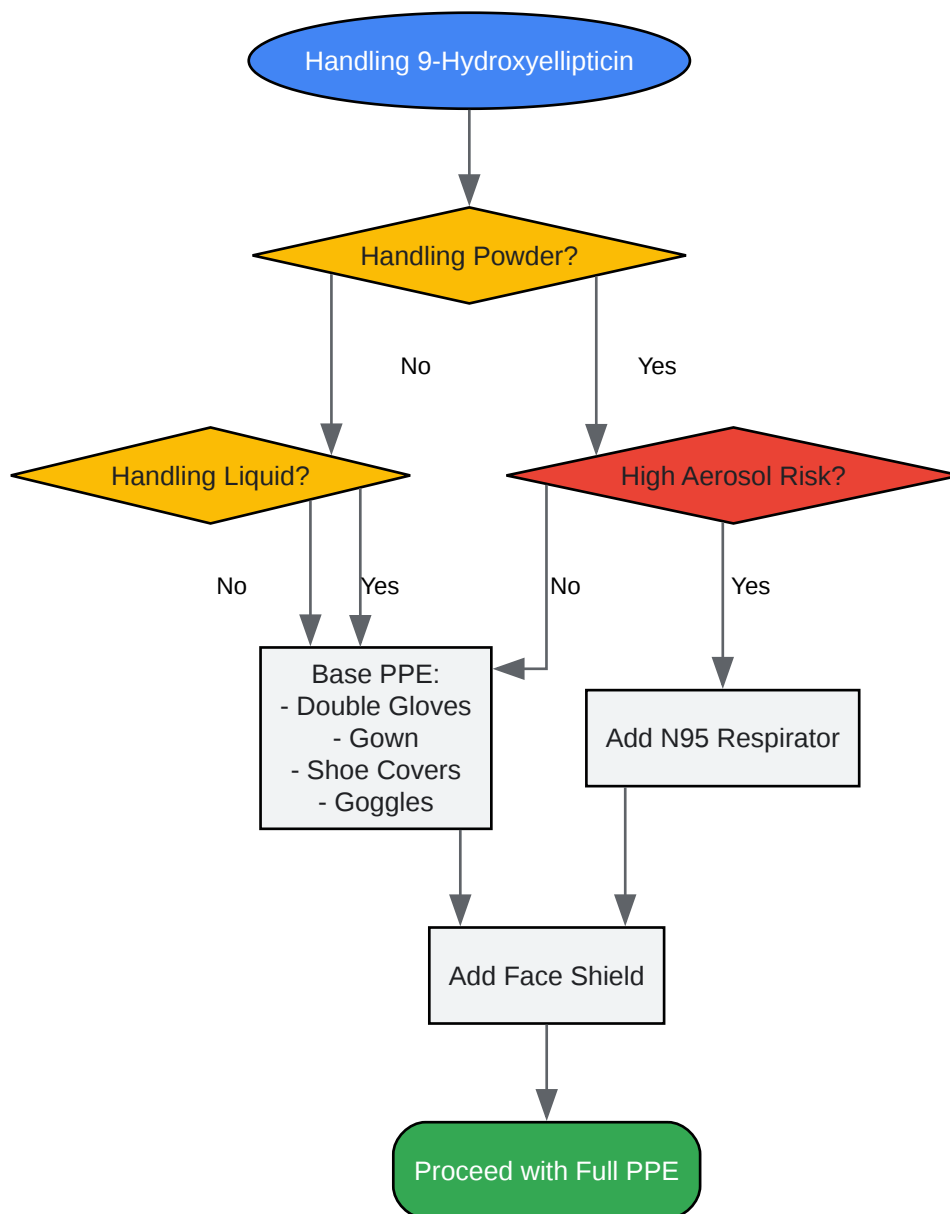 Handling 9-Hydroxyellipticin
Handling Powder?
No
Yes
Handling Liquid?
High Aerosol Risk?
No
Yes
No
Yes
Base PPE:
- Double Gloves
- Gown
- Shoe Covers
- Goggles
Add N95 Respirator
Add Face Shield
Proceed with Full PPE